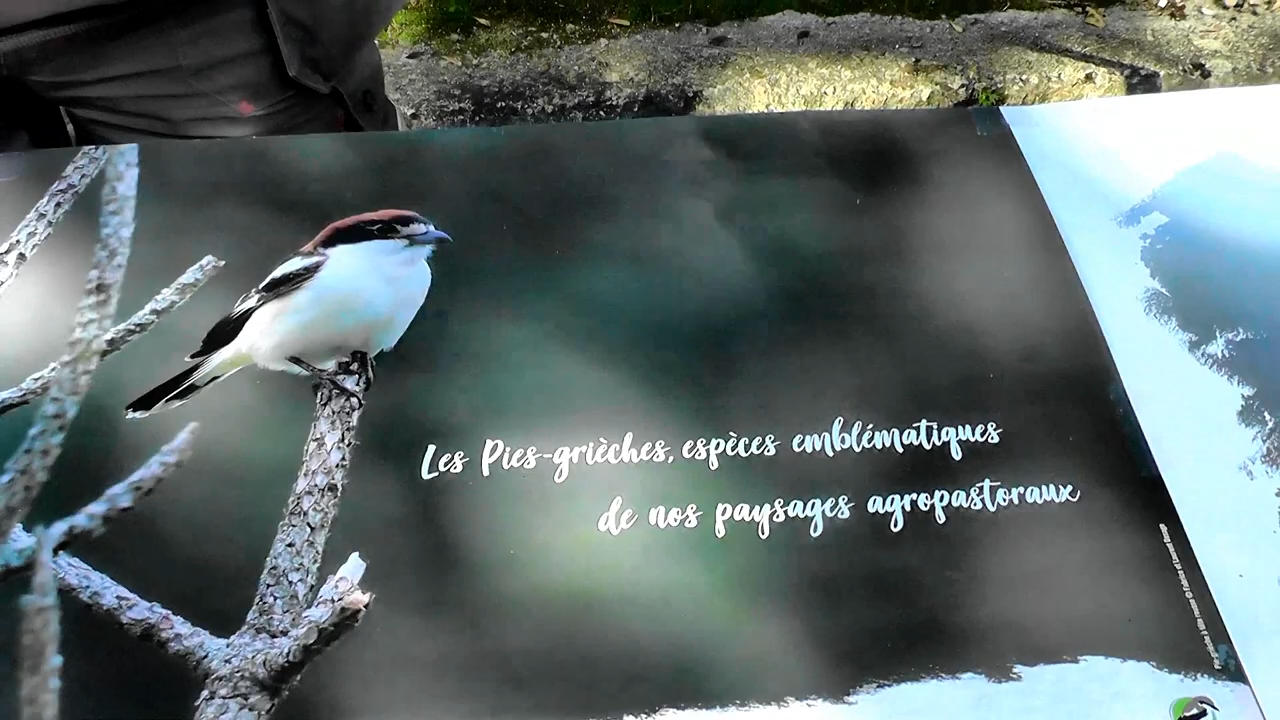 Les Pies-grièches, espèces emblématiques
de nos paysages agropastoraux